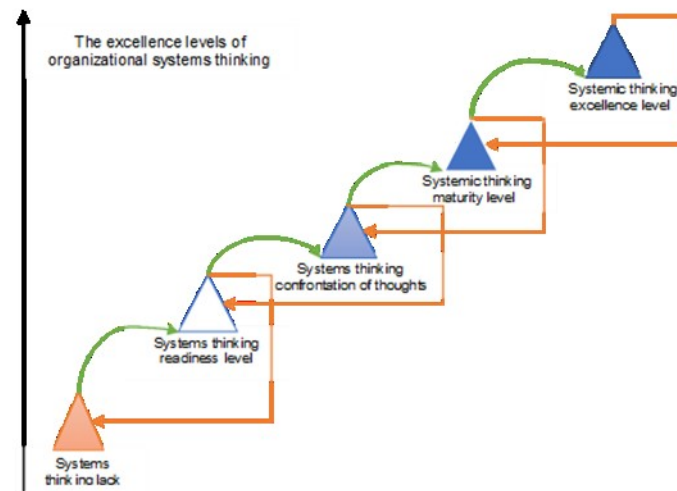 The excellence levels of
organizational systems thinking
Systemic thinking
excellence level
Systemic thinking
maturity level
Systems thinking
confrontation of thoughts
Systems thinking
readiness level
Systems
thinking lack